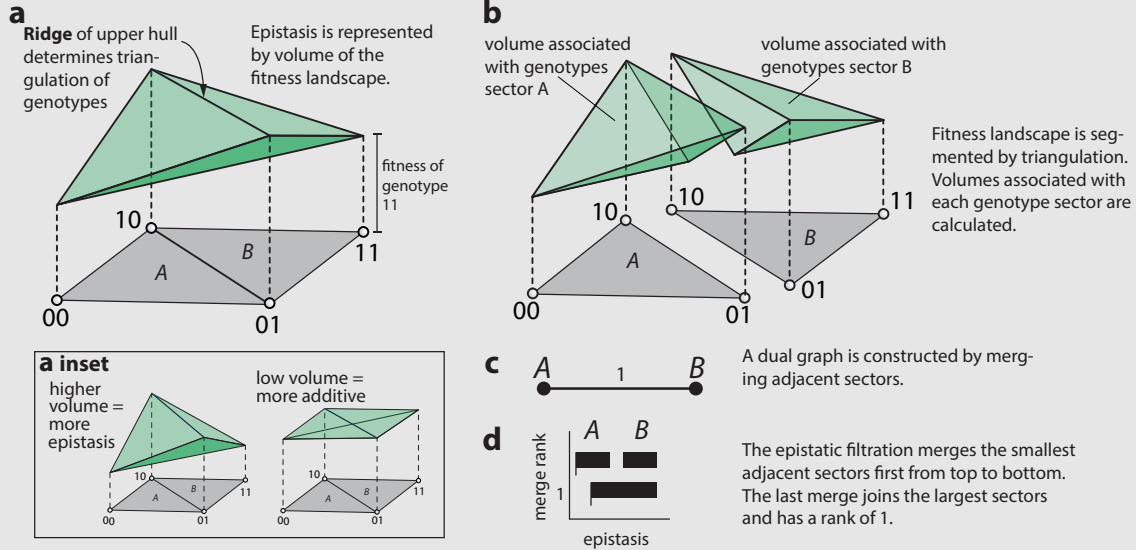 a
Ridge of upper hull
determines trian-
gulation of
genotypes
Epistasis is represented
by volume of the
fitness landscape.
fitness of
genotype
11
10
B
A
11
00
01
b
volume associated
with genotypes
sector A
volume associated with
genotypes sector B
Fitness landscape is seg-
mented by triangulation.
Volumes associated with
each genotype sector are
calculated.
10
10
11
A
B
00
01
01
a inset
higher
volume =
more
epistasis
low volume =
more additive
10
B
A
11
00
01
10
B
A
11
00
01
c
A
1
B
A dual graph is constructed by merg-
ing adjacent sectors.
d
A
B
merge rank
1
epistasis
The epistatic filtration merges the smallest
adjacent sectors first from top to bottom.
The last merge joins the largest sectors
and has a rank of 1.